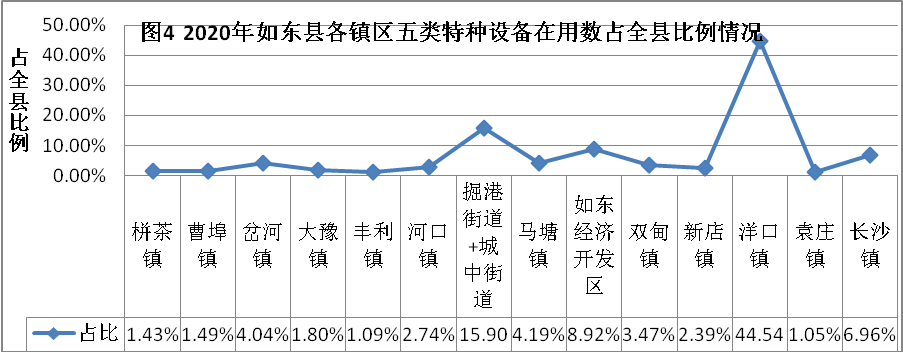 图4 2020年如东县各镇区五类特种设备在用数占全县比例情况
占全县比例
50.00%
40.00%
30.00%
20.00%
10.00%
0.00%
栟茶
镇
曹埠
镇
岔河
镇
大豫
镇
丰利
镇
河口
镇
掘港
街道
+城
中街
道
马塘
镇
如东
经济
开发
区
双甸
镇
新店
镇
洋口
镇
袁庄
镇
长沙
镇
占比 1.43% 1.49% 4.04% 1.80% 1.09% 2.74% 15.90 4.19% 8.92% 3.47% 2.39% 44.54 1.05% 6.96%